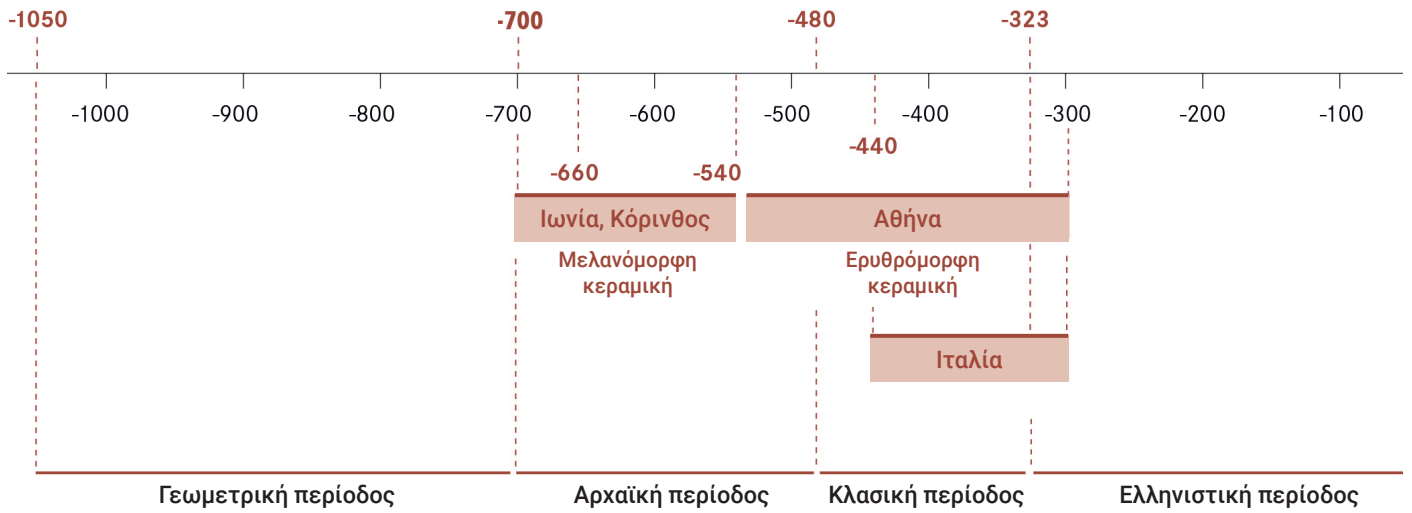 -1050 -700 -480 -323
-1000 -900 -800 -700 -600 -500 -400 -300 -200 -100
-440
-660 -540
Ιωνία, Κόρινθος Αθήνα
Μελανόμορφη Ερυθρόμορφη
κεραμική κεραμική
Ιταλία
Γεωμετρική περίοδος Αρχαϊκή περίοδος Κλασική περίοδος Ελληνιστική περίοδος